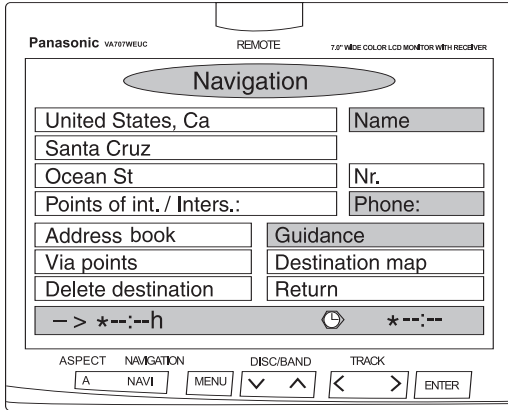 Panasonic VA707WEUC REMOTE 7.0" WIDE COLOR LCD MONITOR WITH RECEIVER
Navigation
United States, Ca Name
Santa Cruz
Ocean St Nr.
Points of int. / Inters.: Phone:
Address book Guidance
Via points Destination map
Delete destination Return
– > *--:--h *--:--
ASPECT NAVIGATION DISC/BAND TRACK
A NAVI MENU ENTER